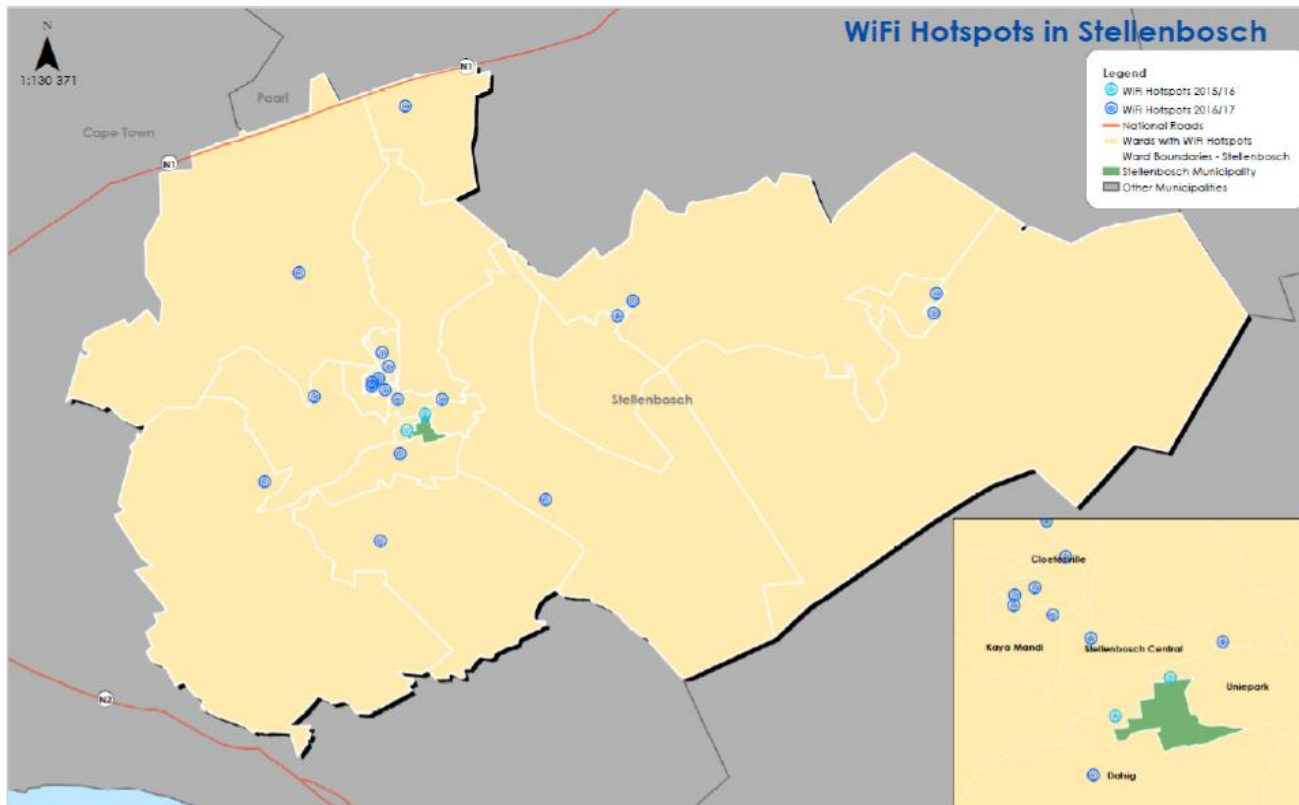 WiFi Hotspots in Stellenbosch
N
1:130 371
Legend
WiFi Hotspots 2015/16
WiFi Hotspots 2016/17
National Roads
Wards with WiFi Hotspots
Ward Boundaries - Stellenbosch
Stellenbosch Municipality
Other Municipalities
N1
Paarl
Cape Town
N1
Stellenbosch
N2
Cloetesville
Kaya Mandi
Stellenbosch Central
Uniepark
Dalsig